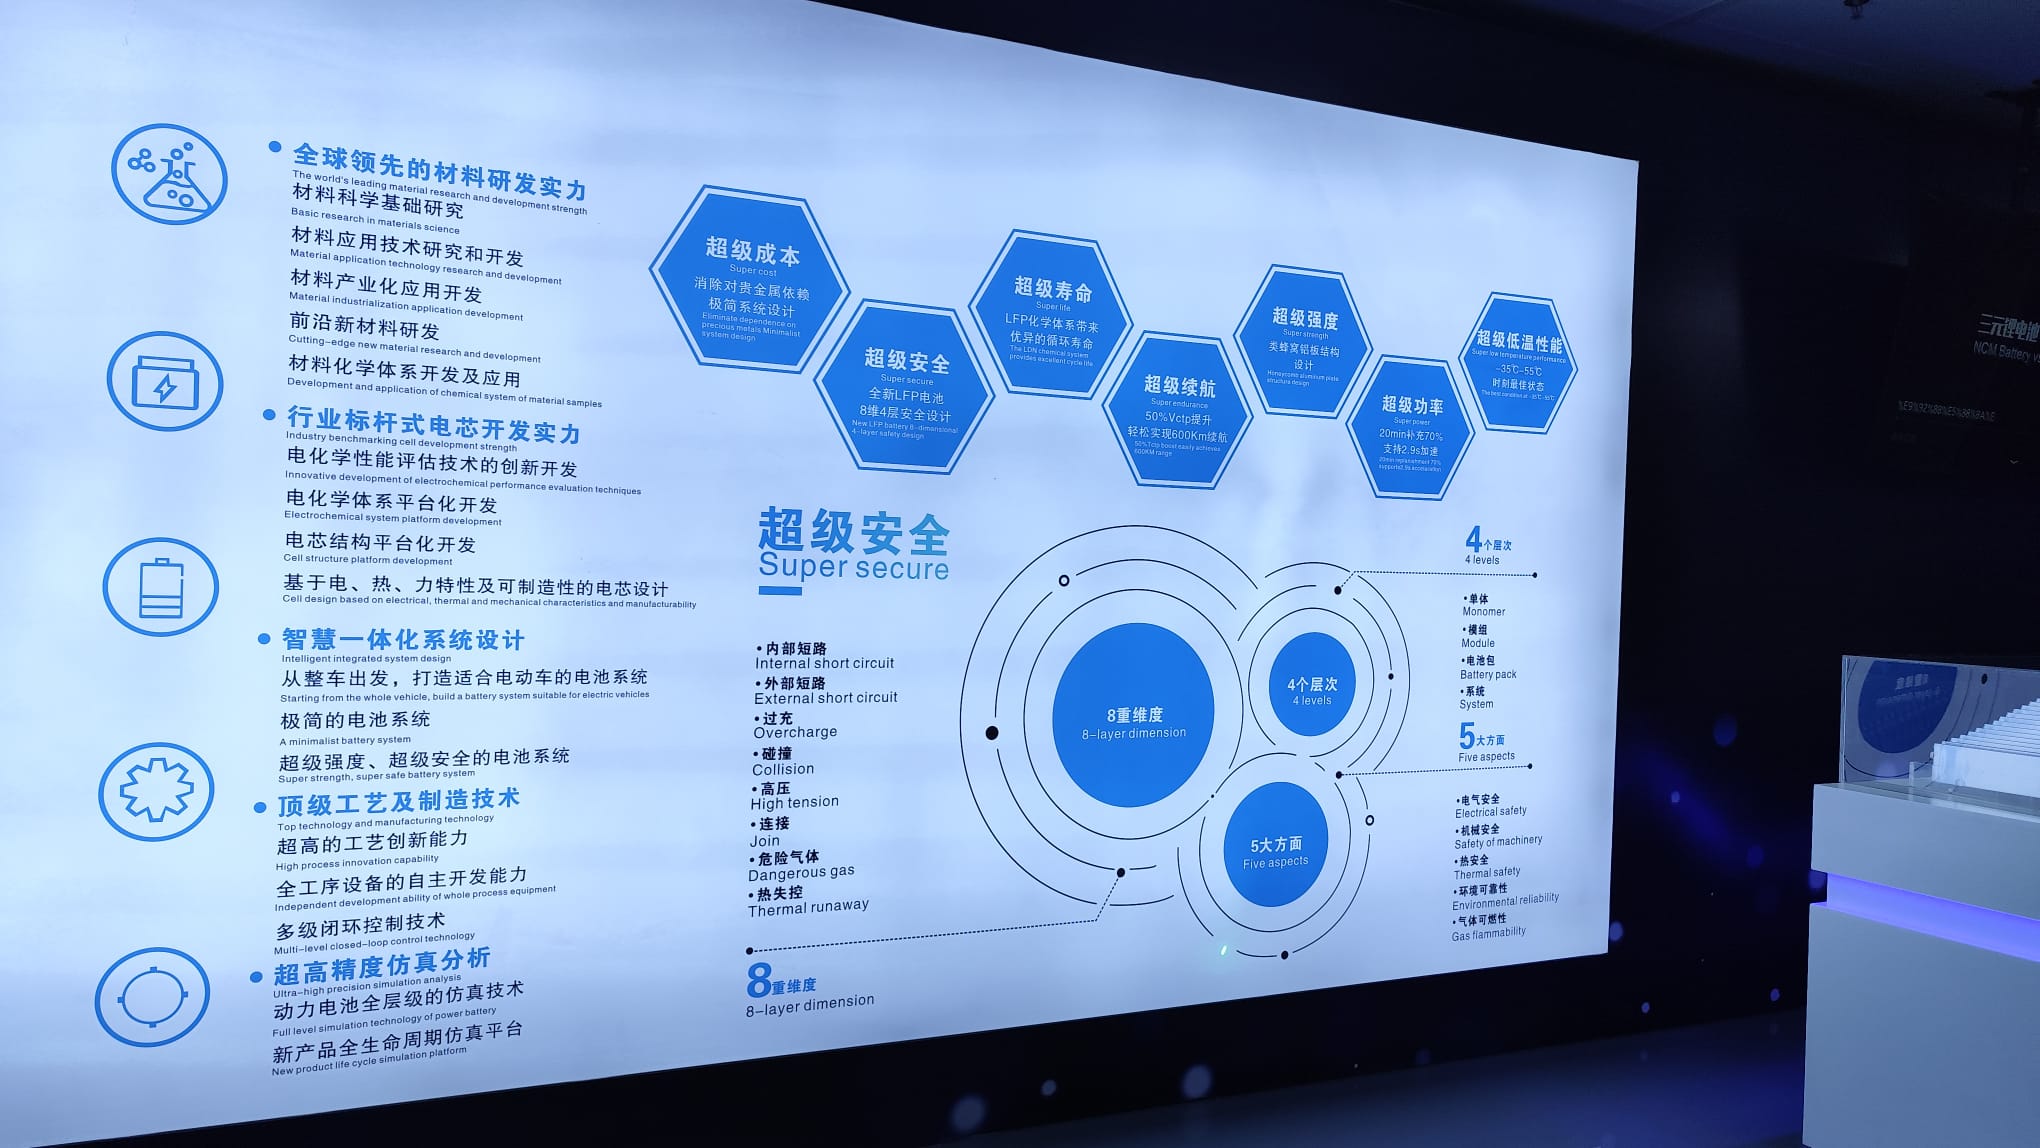 全球领先的材料研发实力
The world's leading material research and development strength
材料科学基础研究
Basic research in materials science
材料应用技术研究和开发
Material application technology research and development
材料产业化应用开发
Material industrialization application development
前沿新材料研发
Cutting-edge new material research and development
材料化学体系开发及应用
Development and application of chemical system of material samples
行业标杆式电芯开发实力
Industry benchmarking cell development strength
电化学性能评估技术的创新开发
Innovative development of electrochemical performance evaluation techniques
电化学体系平台化开发
Electrochemical system platform development
电芯结构平台化开发
Cell structure platform development
基于电、热、力特性及可制造性的电芯设计
Cell design based on electrical, thermal and mechanical characteristics and manufacturability
智慧一体化系统设计
Intelligent integrated system design
从整车出发，打造适合电动车的电池系统
Starting from the whole vehicle, build a battery system suitable for electric vehicles
极简的电池系统
A minimalist battery system
超级强度、超级安全的电池系统
Super strength, super safe battery system
顶级工艺及制造技术
Top technology and manufacturing technology
超高的工艺创新能力
High process innovation capability
全工序设备的自主开发能力
Independent development ability of whole process equipment
多级闭环控制技术
Multi-level closed-loop control technology
超高精度仿真分析
Ultra-high precision simulation analysis
动力电池全层级的仿真技术
Full level simulation technology of power battery
新产品全生命周期仿真平台
New product life cycle simulation platform
超级成本
Super cost
消除对贵金属依赖
极简系统设计
Eliminate dependence on
precious metals Minimalist
system design
超级安全
Super secure
全新LFP电池
8维4层安全设计
New LFP battery 8-dimensional
4-layer safety design
超级寿命
Super life
LFP化学体系带来
优异的循环寿命
The LDN chemical system
provides excellent cycle life
超级续航
Super endurance
50%Vctp提升
轻松实现600Km续航
50%Tctp boost easily achieves
600KM range
超级强度
Super strength
类蜂窝铝板结构
设计
Honeycomb aluminum plate
structure design
超级功率
Super power
20min补充70%
支持2.9s加速
20min replenishment 70%
supports2.9s acceleration
超级低温性能
Super low temperature performance
-35℃-55℃
时刻最佳状态
The best condition at -35℃-55℃
超级安全
Super secure
•内部短路
Internal short circuit
•外部短路
External short circuit
•过充
Overcharge
•碰撞
Collision
•高压
High tension
•连接
Join
•危险气体
Dangerous gas
•热失控
Thermal runaway
8重维度
8-layer dimension
8重维度
8-layer dimension
4个层次
4 levels
5大方面
Five aspects
4个层次
4 levels
•单体
Monomer
•模组
Module
•电池包
Battery pack
•系统
System
5大方面
Five aspects
•电气安全
Electrical safety
•机械安全
Safety of machinery
•热安全
Thermal safety
•环境可靠性
Environmental reliability
•气体可燃性
Gas flammability
三元锂电池
NCM Battery vs